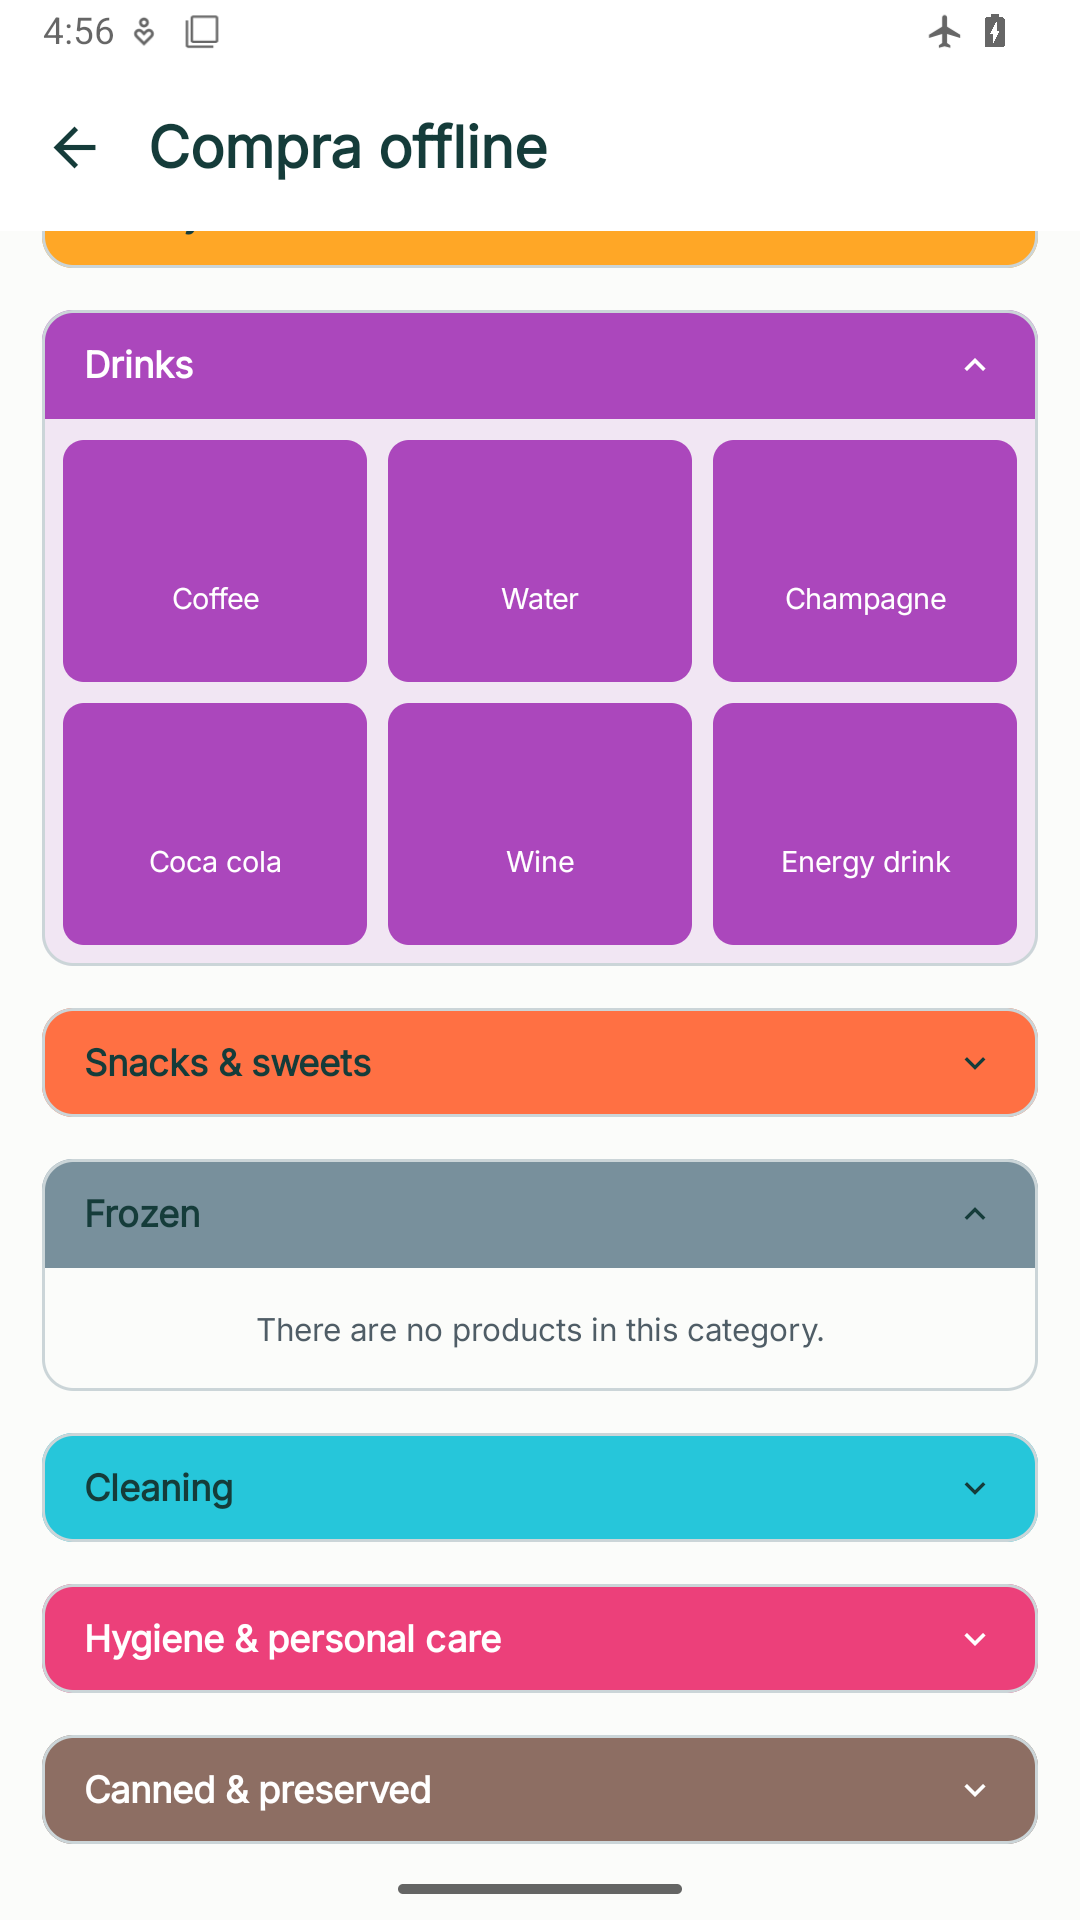 4:56
Compra offline
Drinks
Coffee
Water
Champagne
Coca cola
Wine
Energy drink
Snacks & sweets
Frozen
There are no products in this category.
Cleaning
Hygiene & personal care
Canned & preserved